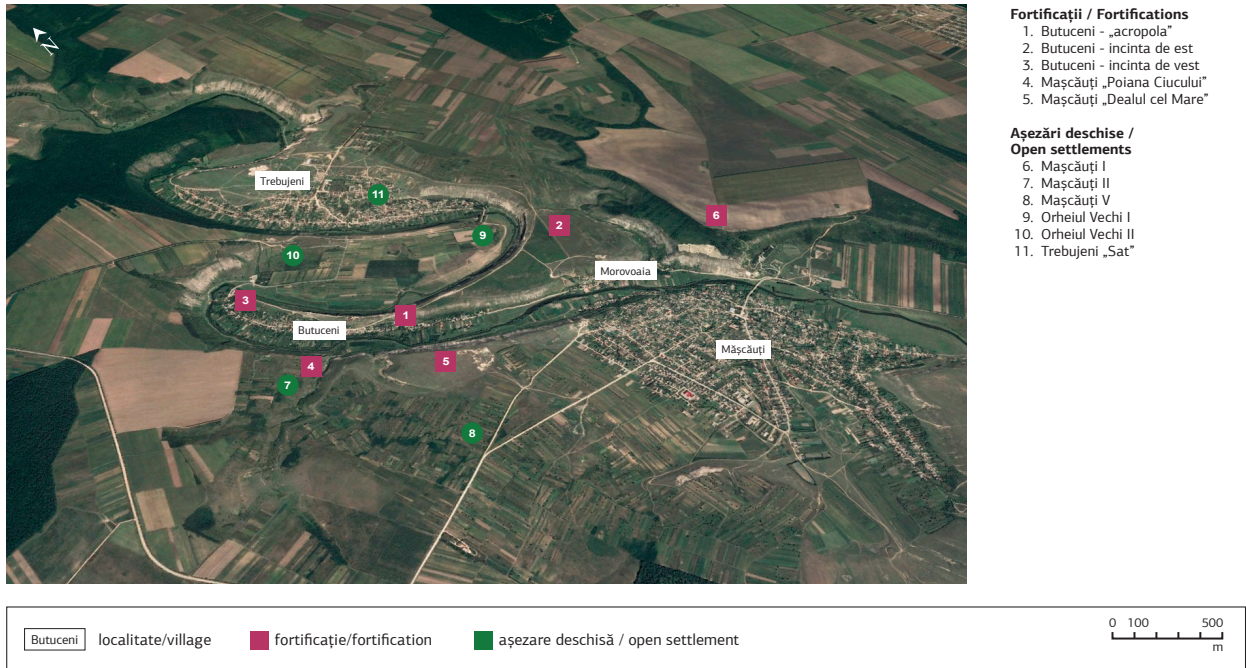 N
Trebujeni
11
6
2
9
10
Morovoaia
3
1
Butuceni
Mășcăuți
4
5
7
8
Fortificații / Fortifications
1. Butuceni - „acropola”
2. Butuceni - incinta de est
3. Butuceni - incinta de vest
4. Mașcăuți „Poiana Ciucului”
5. Mașcăuți „Dealul cel Mare”
Așezări deschise /
Open settlements
6. Mașcăuți I
7. Mașcăuți II
8. Mașcăuți V
9. Orheiul Vechi I
10. Orheiul Vechi II
11. Trebujeni „Sat”
Butuceni localitate/village
fortificație/fortification
așezare deschisă / open settlement
0 100 500
m